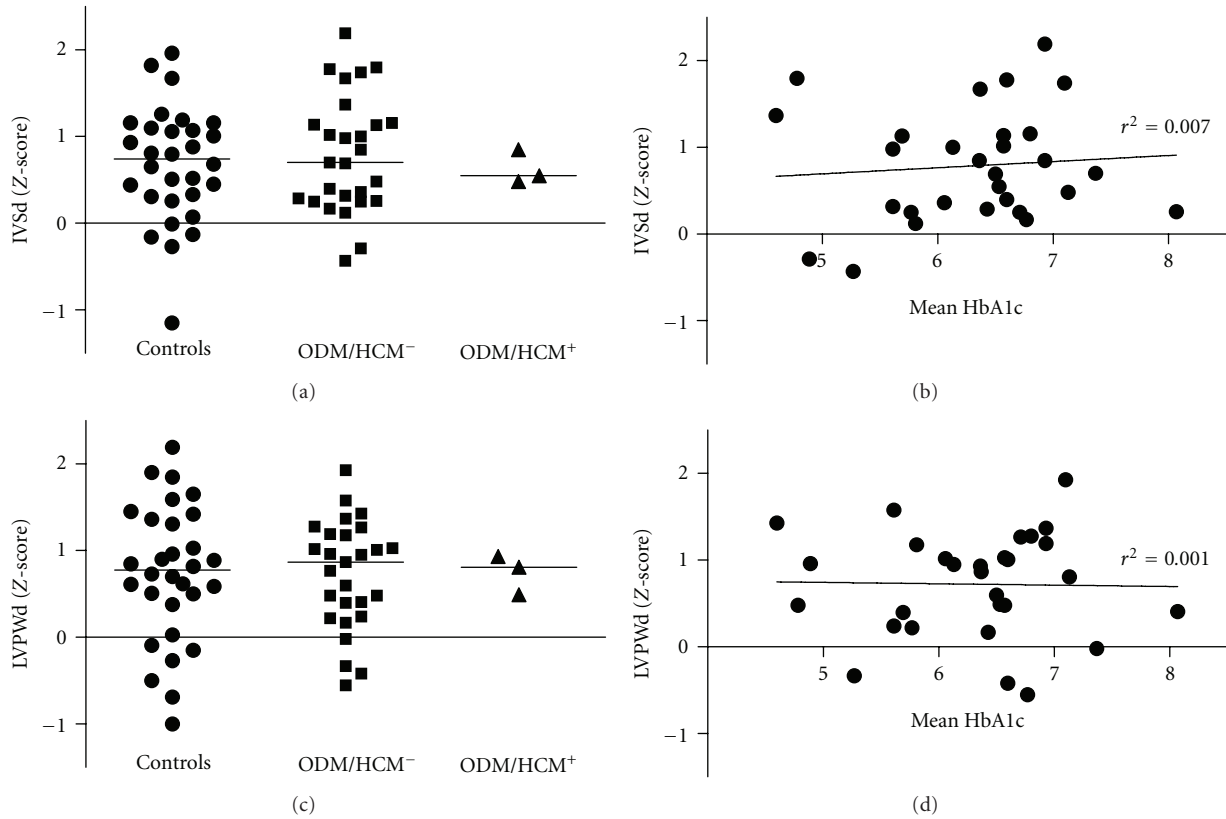 2
1
0
−1
IVSd (Z-score)
Controls
ODM/HCM⁻
ODM/HCM⁺
(a)
2
1
0
−1
IVSd (Z-score)
r² = 0.007
5
6
7
8
Mean HbA1c
(b)
2
1
0
−1
LVPWd (Z-score)
Controls
ODM/HCM⁻
ODM/HCM⁺
(c)
2
1
0
−1
LVPWd (Z-score)
r² = 0.001
5
6
7
8
Mean HbA1c
(d)